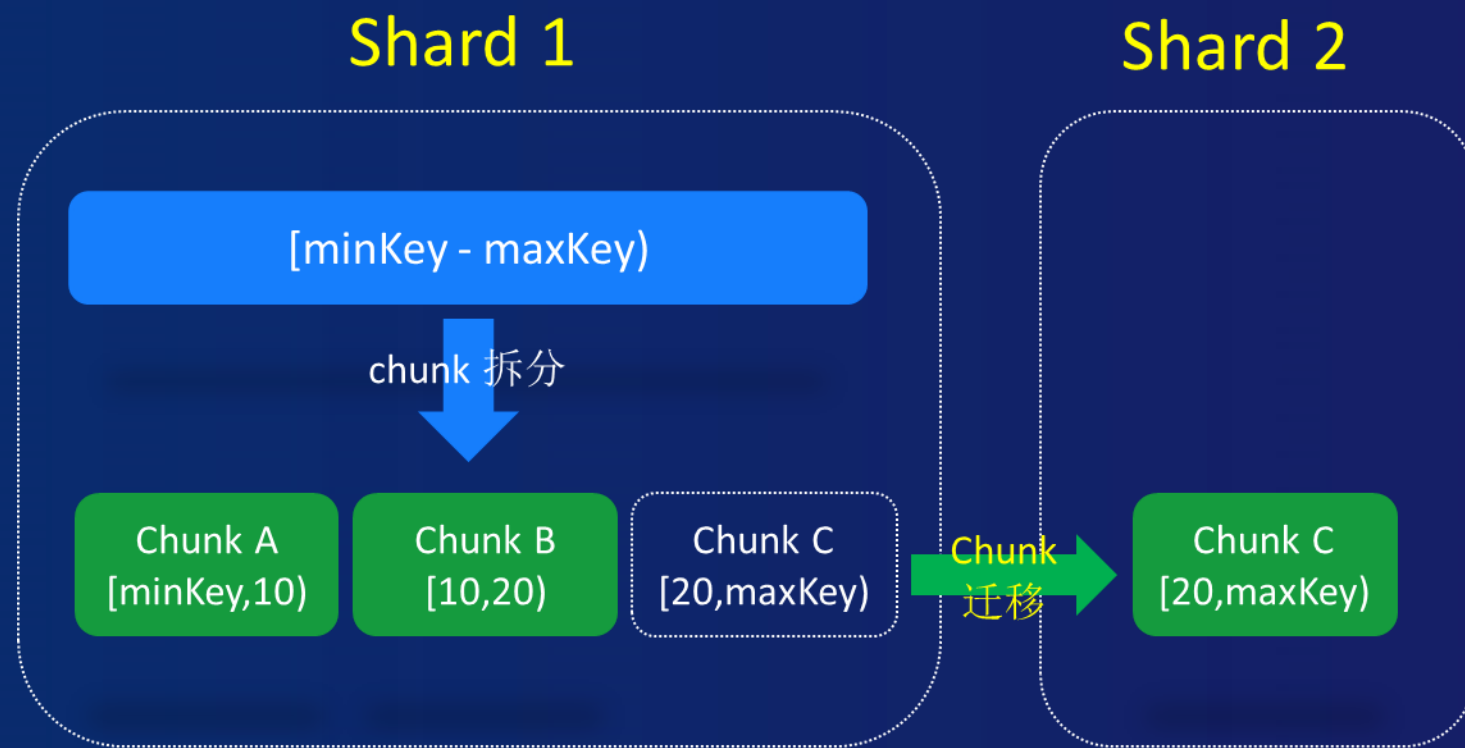 Shard 1
Shard 2
[minKey - maxKey)
chunk 拆分
Chunk A
[minKey,10)
Chunk B
[10,20)
Chunk C
[20,maxKey)
Chunk
迁移
Chunk C
[20,maxKey)